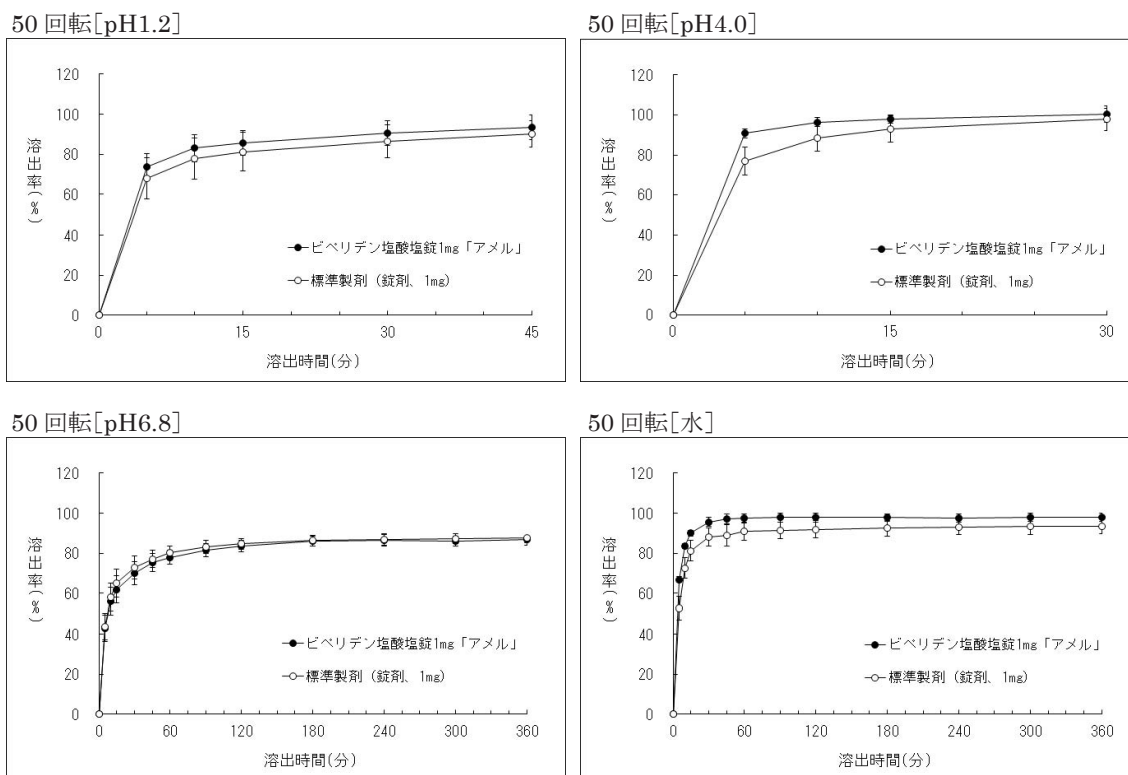 50 回転[pH1.2]
120
100
80
60
40
20
0
溶出率(%)
ビペリデン塩酸塩錠1mg「アメル」
標準製剤（錠剤、1mg)
0 15 30 45
溶出時間(分)
50 回転[pH4.0]
120
100
80
60
40
20
0
溶出率(%)
ビペリデン塩酸塩錠1mg「アメル」
標準製剤（錠剤、1mg)
0 15 30
溶出時間(分)
50 回転[pH6.8]
120
100
80
60
40
20
0
溶出率(%)
ビペリデン塩酸塩錠1mg「アメル」
標準製剤（錠剤、1mg)
0 60 120 180 240 300 360
溶出時間(分)
50 回転[水]
120
100
80
60
40
20
0
溶出率(%)
ビペリデン塩酸塩錠1mg「アメル」
標準製剤（錠剤、1mg)
0 60 120 180 240 300 360
溶出時間(分)